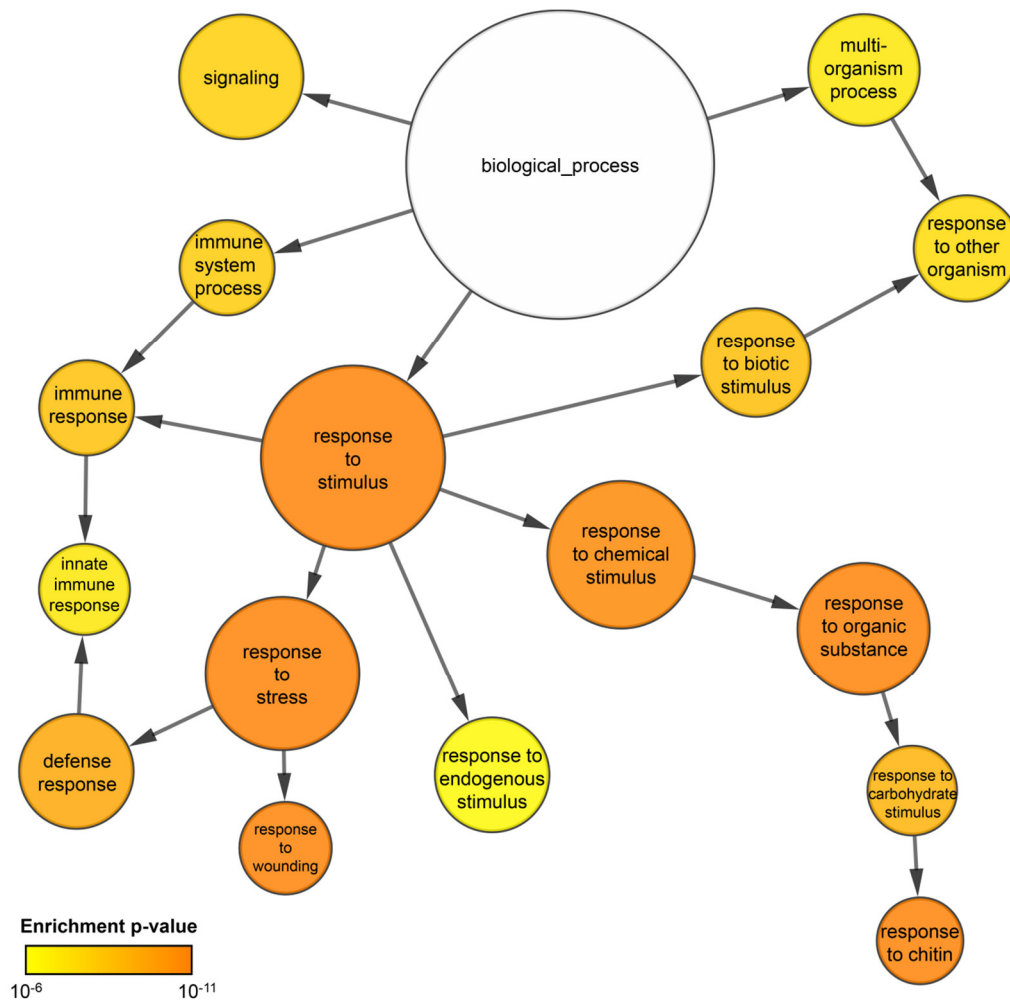 signaling
biological_process
multi-
organism
process
immune
system
process
response
to other
organism
response
to biotic
stimulus
immune
response
response
to
stimulus
response
to chemical
stimulus
innate
immune
response
response
to organic
substance
response
to
stress
defense
response
response to
endogenous
stimulus
response to
carbohydrate
stimulus
response
to
wounding
response
to chitin
Enrichment p-value
10⁻⁶ 10⁻¹¹